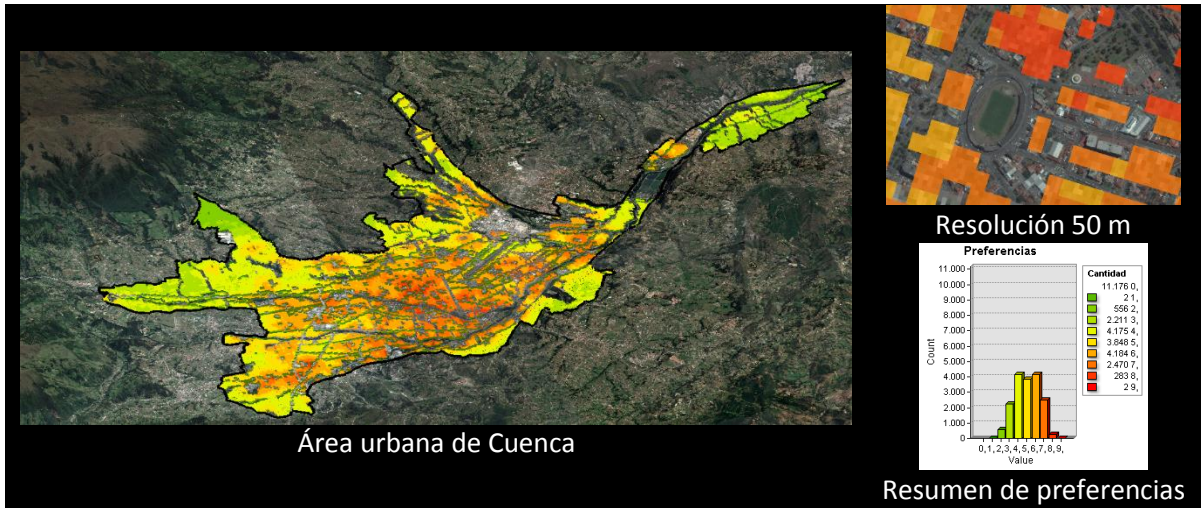 Área urbana de Cuenca
Resolución 50 m
Preferencias
11.000
10.000
9.000
8.000
7.000
6.000
5.000
4.000
3.000
2.000
1.000
0
Count
0, 1, 2, 3, 4, 5, 6, 7, 8, 9,
Value
Cantidad
11.176 0,
2 1,
556 2,
2.211 3,
4.175 4,
3.848 5,
4.184 6,
2.470 7,
283 8,
2 9,
Resumen de preferencias